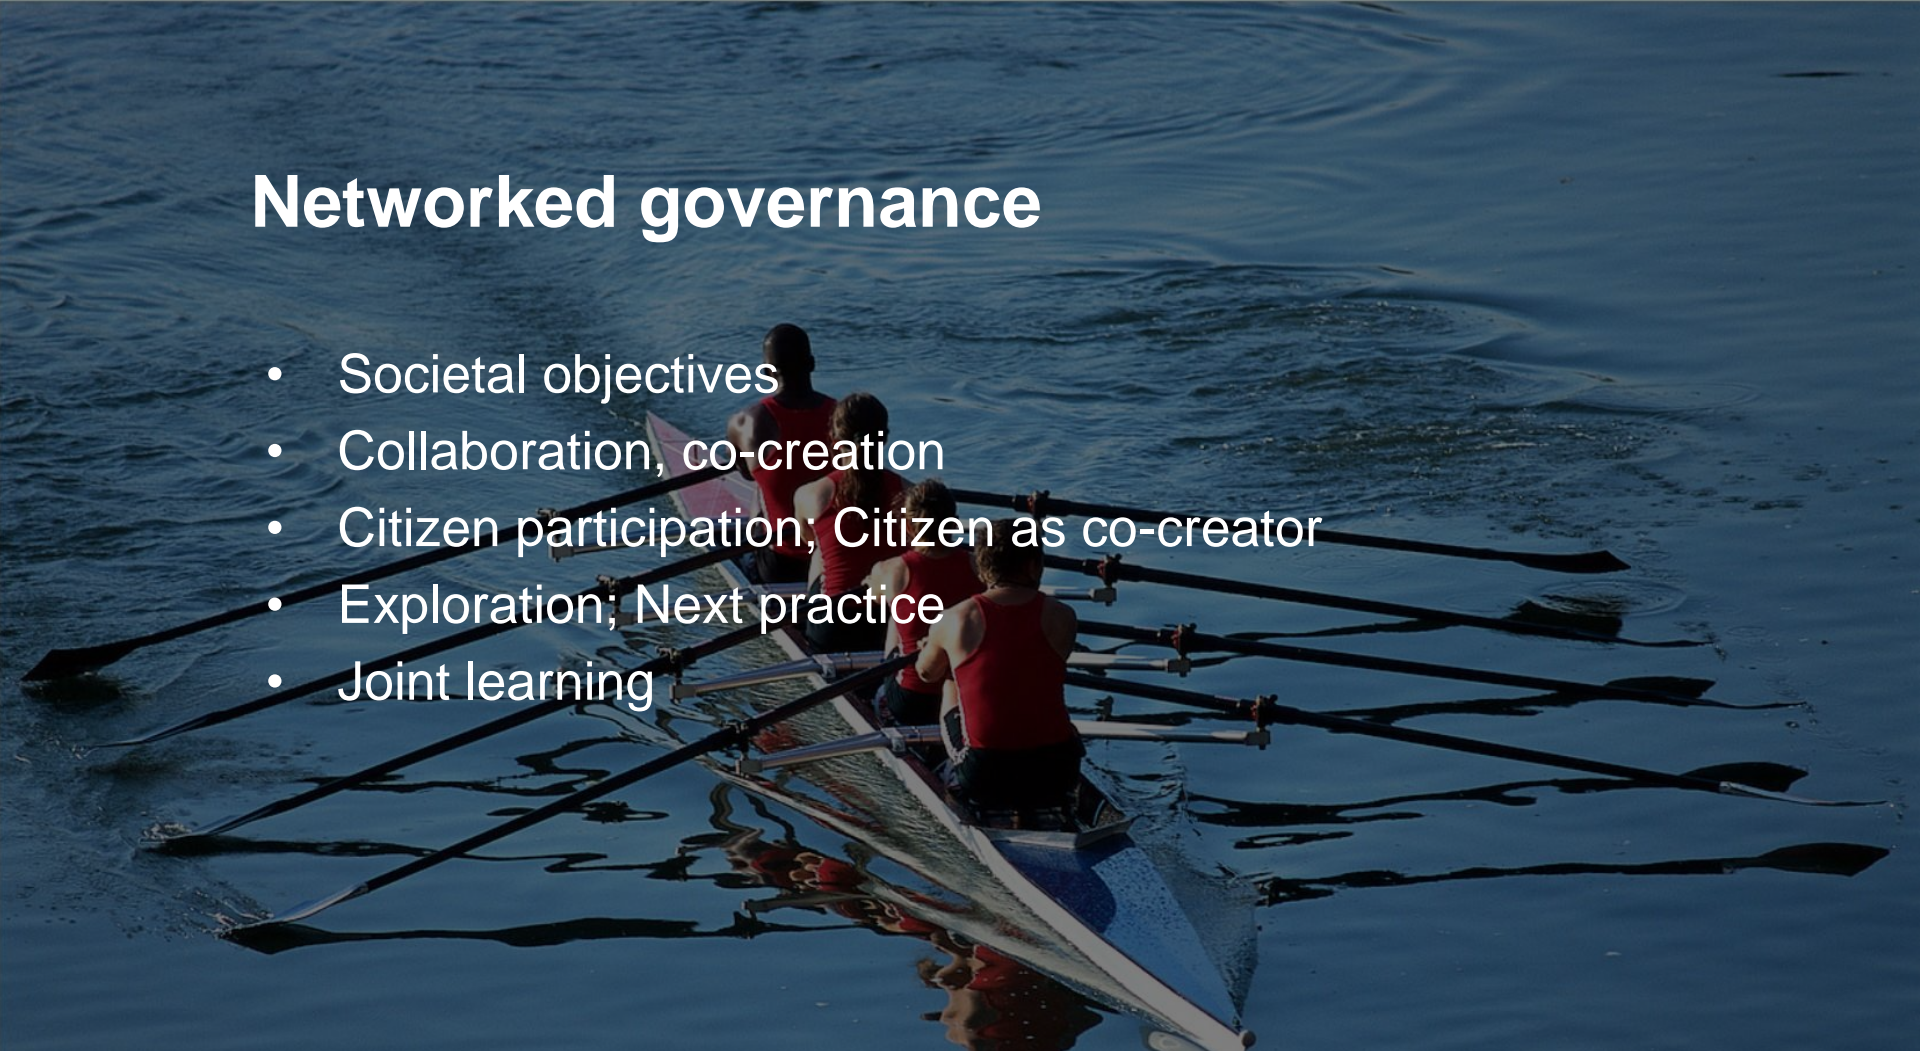 Networked governance
• Societal objectives
• Collaboration, co-creation
• Citizen participation; Citizen as co-creator
• Exploration; Next practice
• Joint learning